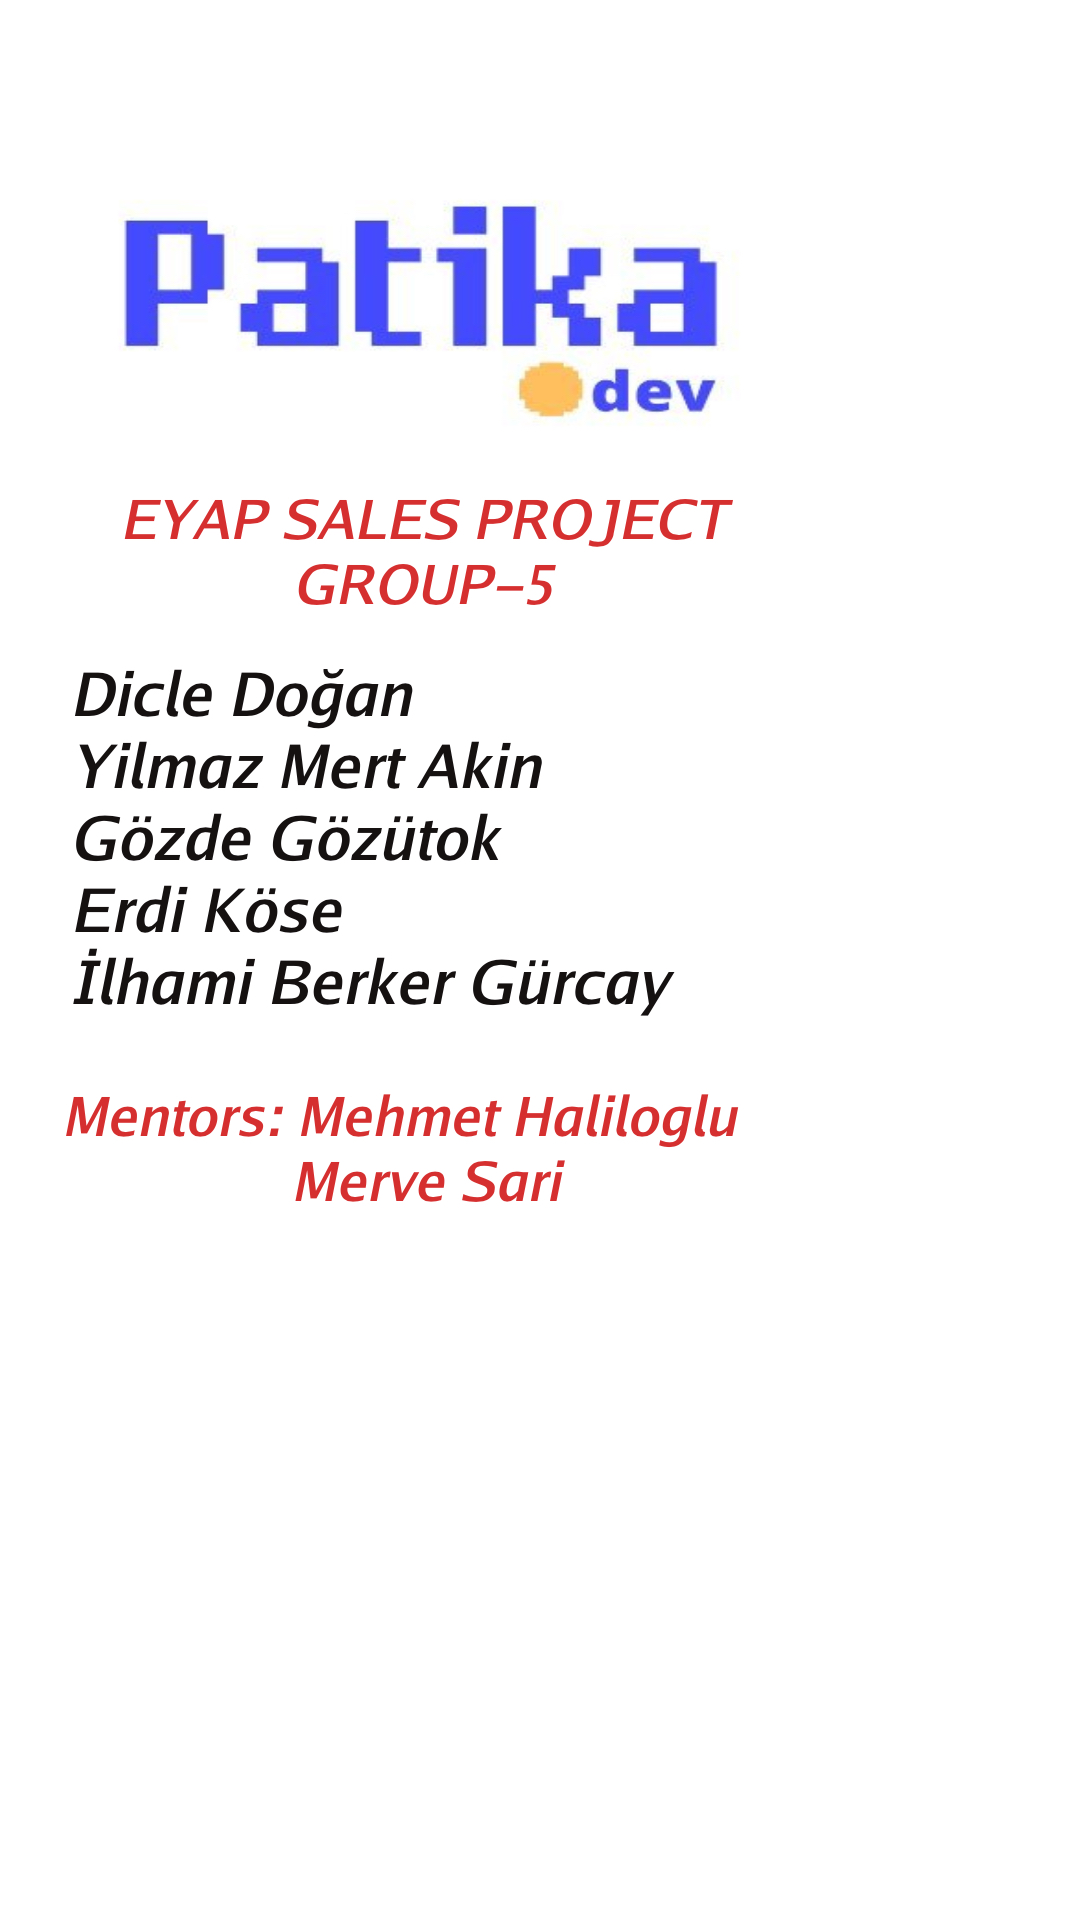 Patika
dev
EYAP SALES PROJECT
GROUP-5
Dicle Doğan
Yilmaz Mert Akin
Gözde Gözütok
Erdi Köse
İlhami Berker Gürcay
Mentors: Mehmet Haliloglu
Merve Sari